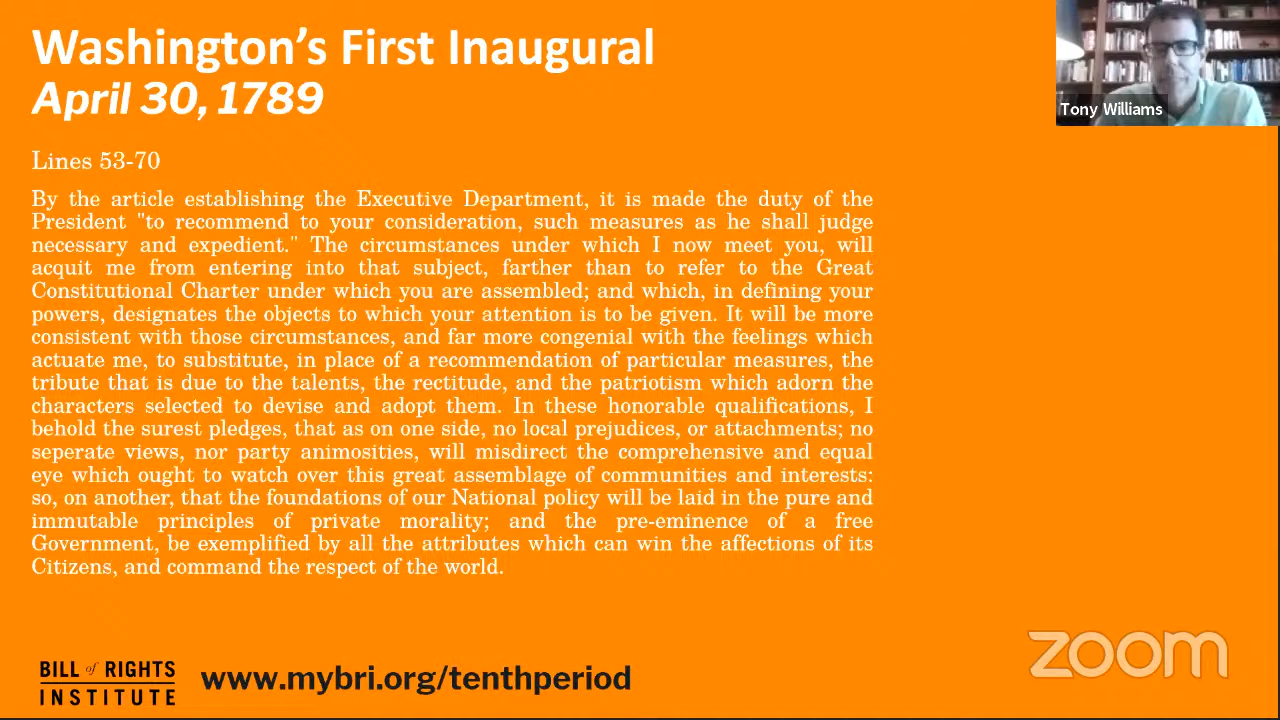 Washington's First Inaugural
April 30, 1789
Tony Williams
Lines 53-70
By the article establishing the Executive Department, it is made the duty of the
President "to recommend to your consideration, such measures as he shall judge
necessary and expedient." The circumstances under which I now meet you, will
acquit me from entering into that subject, farther than to refer to the Great
Constitutional Charter under which you are assembled; and which, in defining your
powers, designates the objects to which your attention is to be given. It will be more
consistent with those circumstances, and far more congenial with the feelings which
actuate me, to substitute, in place of a recommendation of particular measures, the
tribute that is due to the talents, the rectitude, and the patriotism which adorn the
characters selected to devise and adopt them. In these honorable qualifications, I
behold the surest pledges, that as on one side, no local prejudices, or attachments; no
seperate views, nor party animosities, will misdirect the comprehensive and equal
eye which ought to watch over this great assemblage of communities and interests:
so, on another, that the foundations of our National policy will be laid in the pure and
immutable principles of private morality; and the pre-eminence of a free
Government, be exemplified by all the attributes which can win the affections of its
Citizens, and command the respect of the world.
BILL of RIGHTS
INSTITUTE
www.mybri.org/tenthperiod
zoom